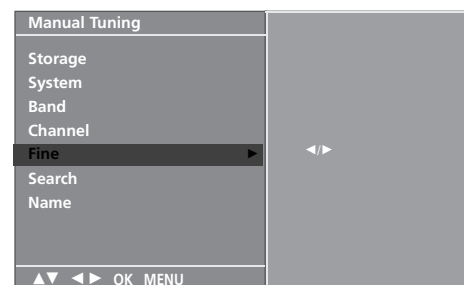 Manual Tuning
Storage
System
Band
Channel
Fine ▶ ◀/▶
Search
Name
▲▼ ◀▶ OK MENU